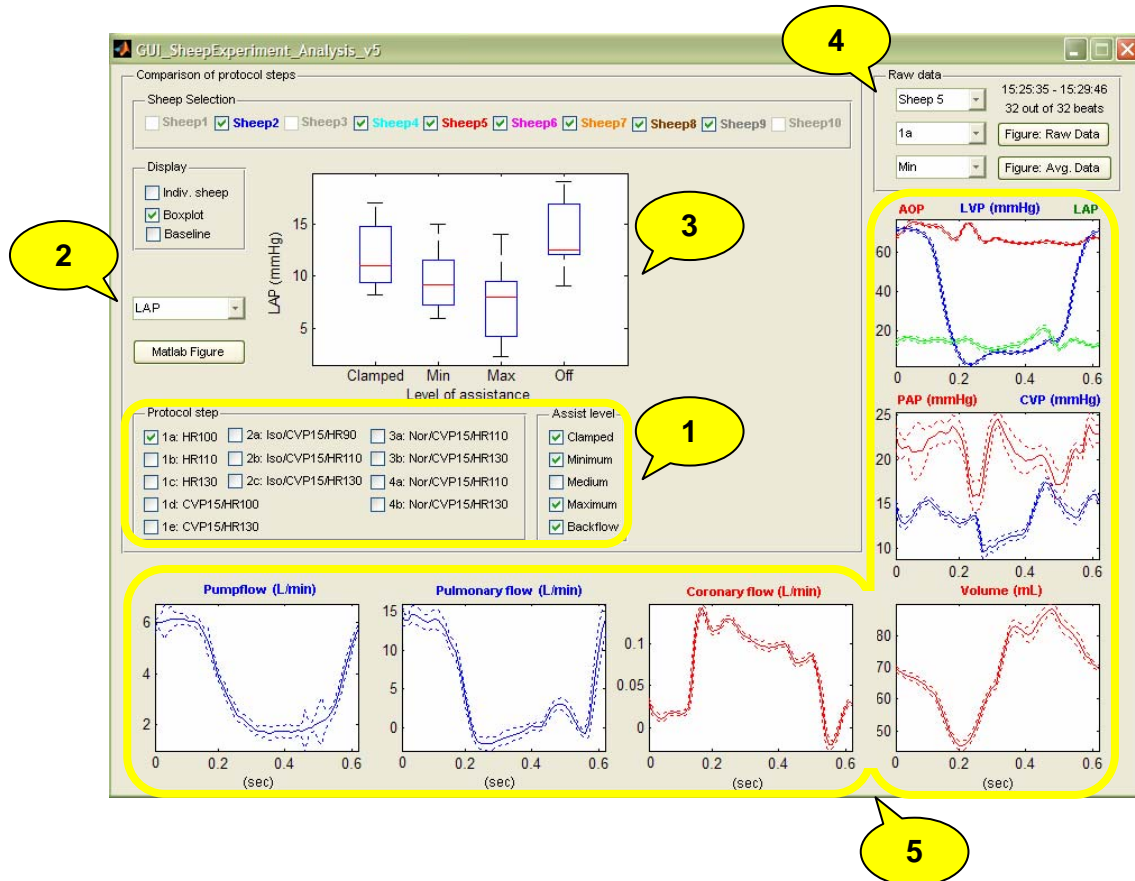 4
GUI_SheepExperiment_Analysis_v5
Comparison of protocol steps
Sheep Selection
Sheep1 Sheep2 Sheep3 Sheep4 Sheep5 Sheep6 Sheep7 Sheep8 Sheep9 Sheep10
Raw data
Sheep 5
15:25:35 - 15:29:46
32 out of 32 beats
1a
Figure: Raw Data
Min
Figure: Avg. Data
Display
Indiv. sheep
Boxplot
Baseline
2
LAP
Matlab Figure
LAP (mmHg)
15
10
5
Clamped Min Max Off
Level of assistance
3
AOP LVP (mmHg) LAP
60
40
20
0 0.2 0.4 0.6
PAP (mmHg) CVP (mmHg)
25
20
15
10
0 0.2 0.4 0.6
Protocol step
1a: HR100 2a: Iso/CVP15/HR90 3a: Nor/CVP15/HR110
1b: HR110 2b: Iso/CVP15/HR110 3b: Nor/CVP15/HR130
1c: HR130 2c: Iso/CVP15/HR130 4a: Nor/CVP15/HR110
1d: CVP15/HR100 4b: Nor/CVP15/HR130
1e: CVP15/HR130
Assist level
Clamped
Minimum
Medium
Maximum
Backflow
1
Pumpflow (L/min)
6
4
2
0 0.2 0.4 0.6
(sec)
Pulmonary flow (L/min)
15
10
5
0
0 0.2 0.4 0.6
(sec)
Coronary flow (L/min)
0.1
0.05
0
0 0.2 0.4 0.6
(sec)
Volume (mL)
80
70
60
50
0 0.2 0.4 0.6
(sec)
5